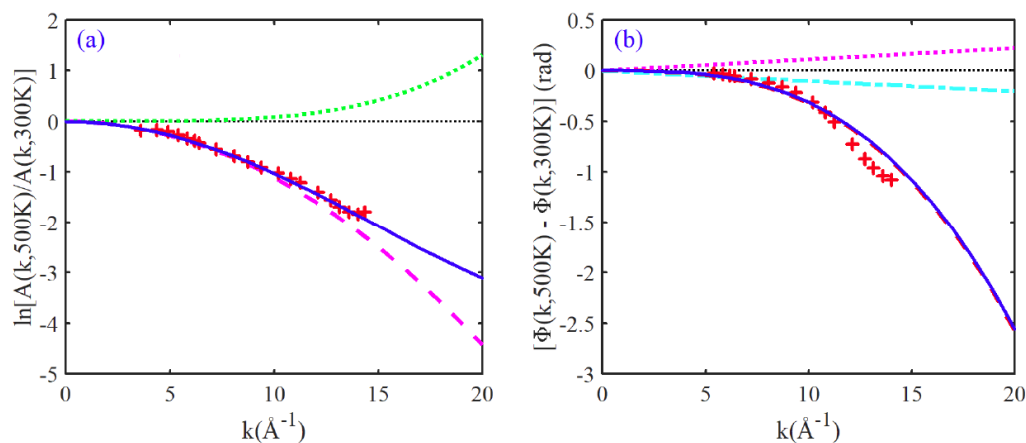 (a)
ln[A(k,500K)/A(k,300K)]
2
1
0
-1
-2
-3
-4
-5
0 5 10 15 20
k(Å⁻¹)
(b)
[Φ(k,500K) - Φ(k,300K)] (rad)
0.5
0
-0.5
-1
-1.5
-2
-2.5
-3
0 5 10 15 20
k(Å⁻¹)